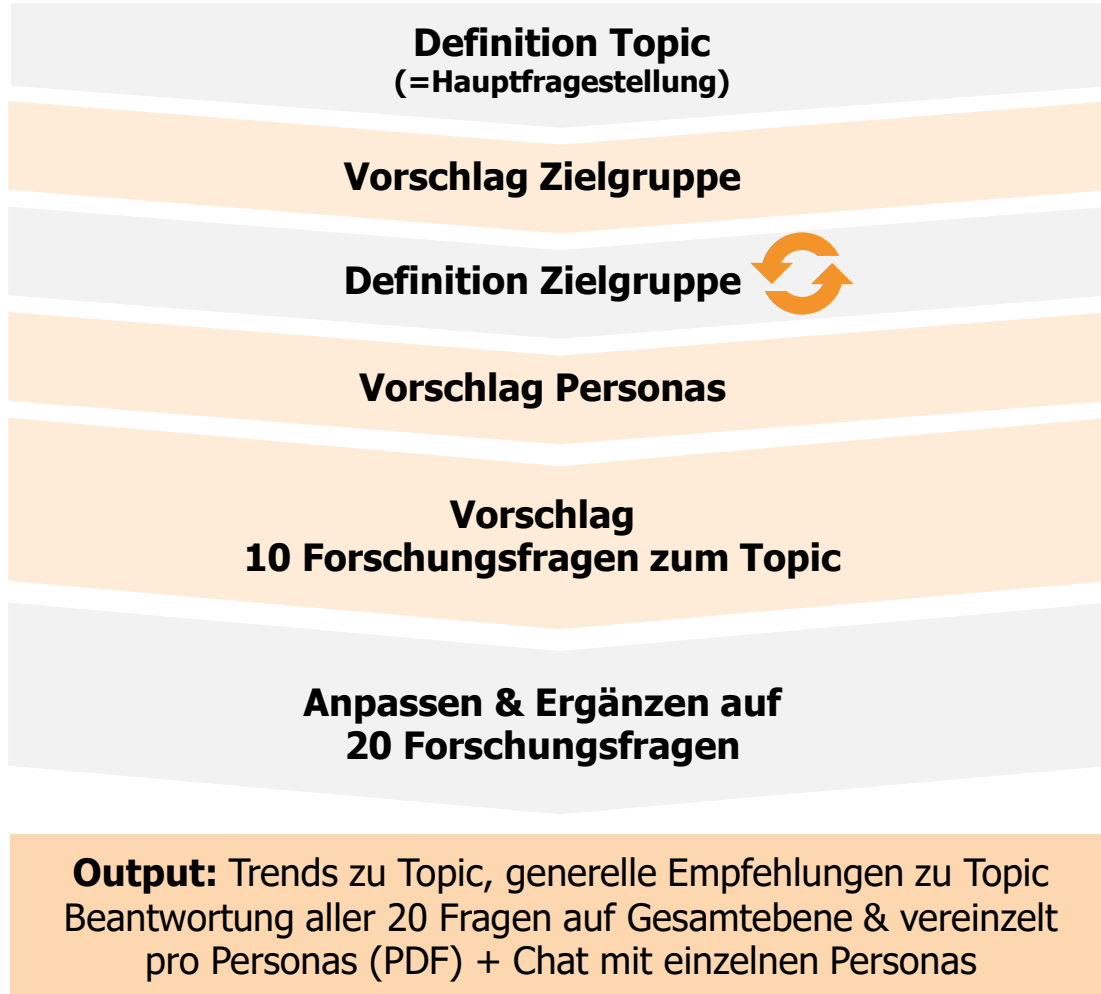 Definition Topic
(=Hauptfragestellung)
Vorschlag Zielgruppe
Definition Zielgruppe
Vorschlag Personas
Vorschlag
10 Forschungsfragen zum Topic
Anpassen & Ergänzen auf
20 Forschungsfragen
Output: Trends zu Topic, generelle Empfehlungen zu Topic
Beantwortung aller 20 Fragen auf Gesamtebene & vereinzelt
pro Personas (PDF) + Chat mit einzelnen Personas